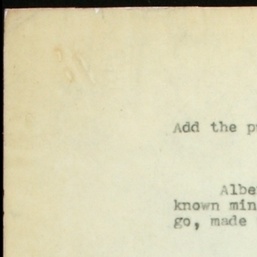 Add the
Albe
known min
go, made